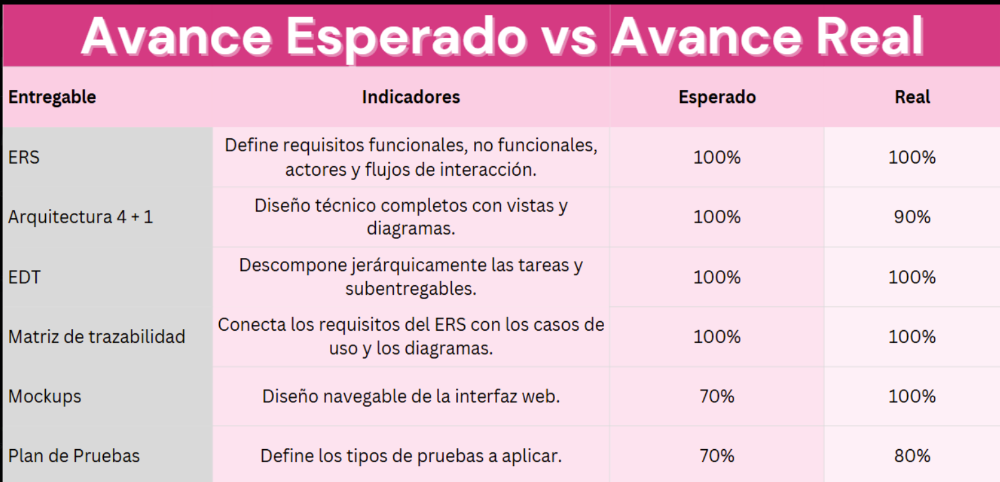 Avance Esperado vs Avance Real
Entregable Indicadores Esperado Real
Define requisitos funcionales, no funcionales,
ERS 100% 100%
actores y flujos de interacción.
Diseño técnico completos con vistas y
Arquitectura 4 + 1 100% 90%
diagramas.
Descompone jerárquicamente las tareas y
EDT 100% 100%
subentregables.
Conecta los requisitos del ERS con los casos de
Matriz de trazabilidad 100% 100%
uso y los diagramas.
Mockups Diseño navegable de la interfaz web. 70% 100%
Plan de Pruebas Define los tipos de pruebas a aplicar. 70% 80%